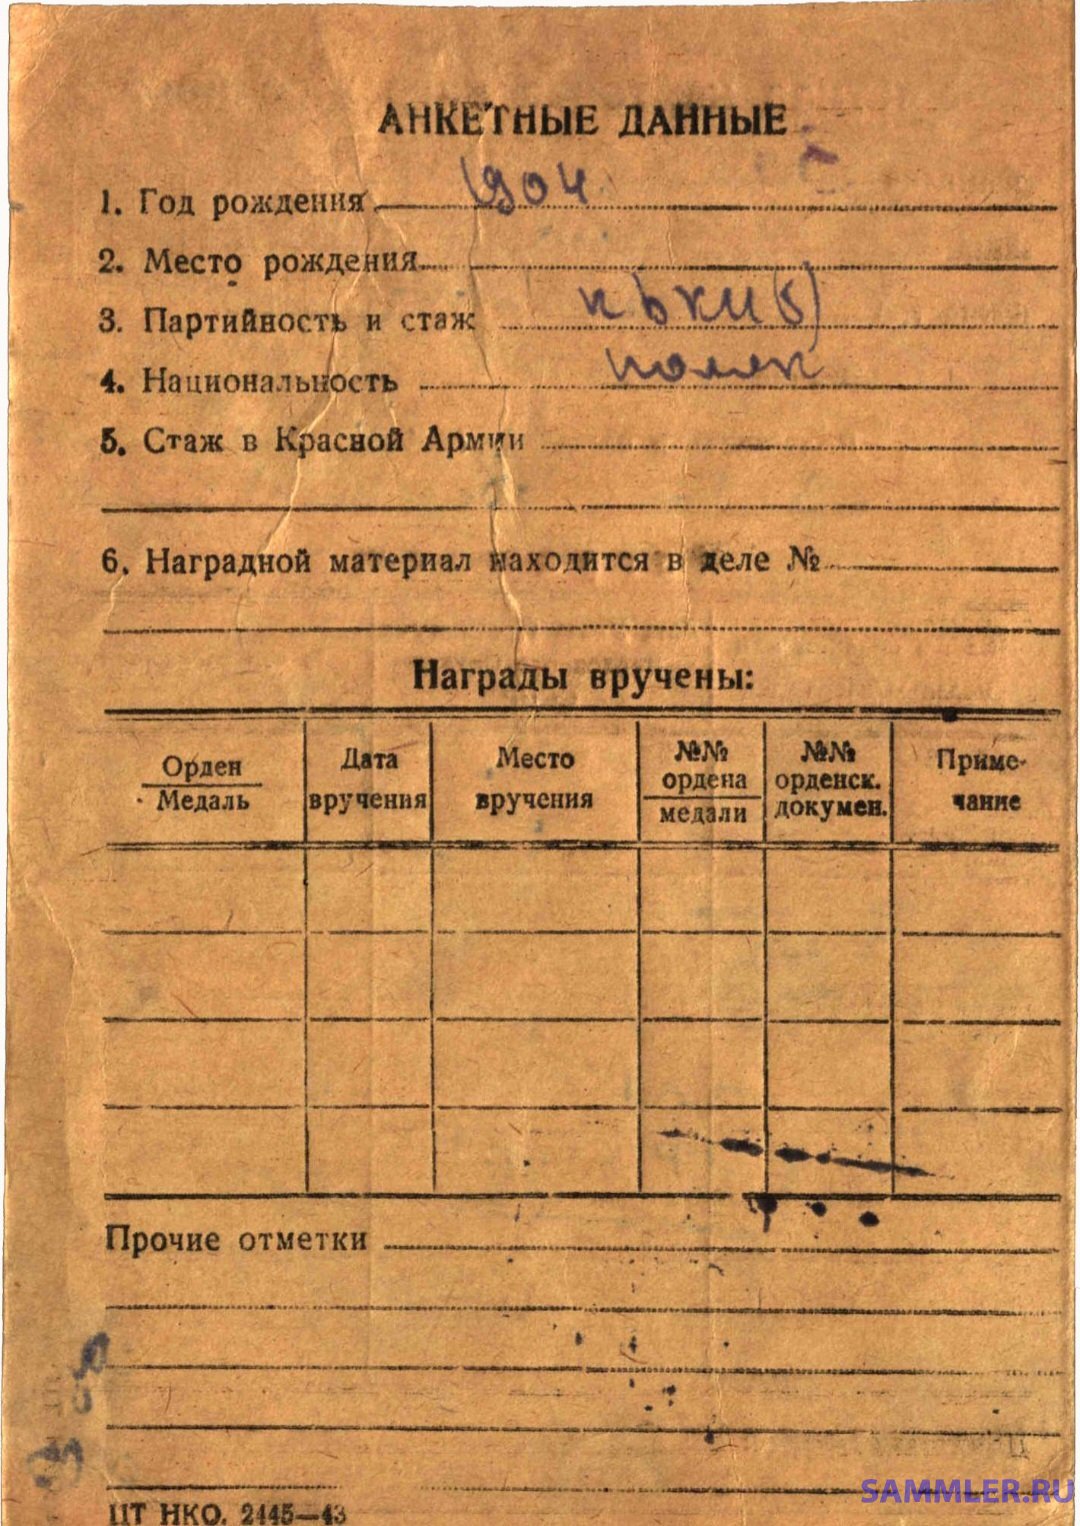 АНКЕТНЫЕ ДАННЫЕ
1. Год рождения 1904
2. Место рождения
3. Партийность и стаж к ВКП(б)
4. Национальность поляк
5. Стаж в Красной Армии
6. Наградной материал находится в деле №
Награды вручены:
Орден
Медаль
Дата
вручения
Место
вручения
№№
ордена
медали
№№
орденск.
докумен.
Приме-
чание
Прочие отметки
ЦТ НКО. 2445—43
SAMMLER.RU